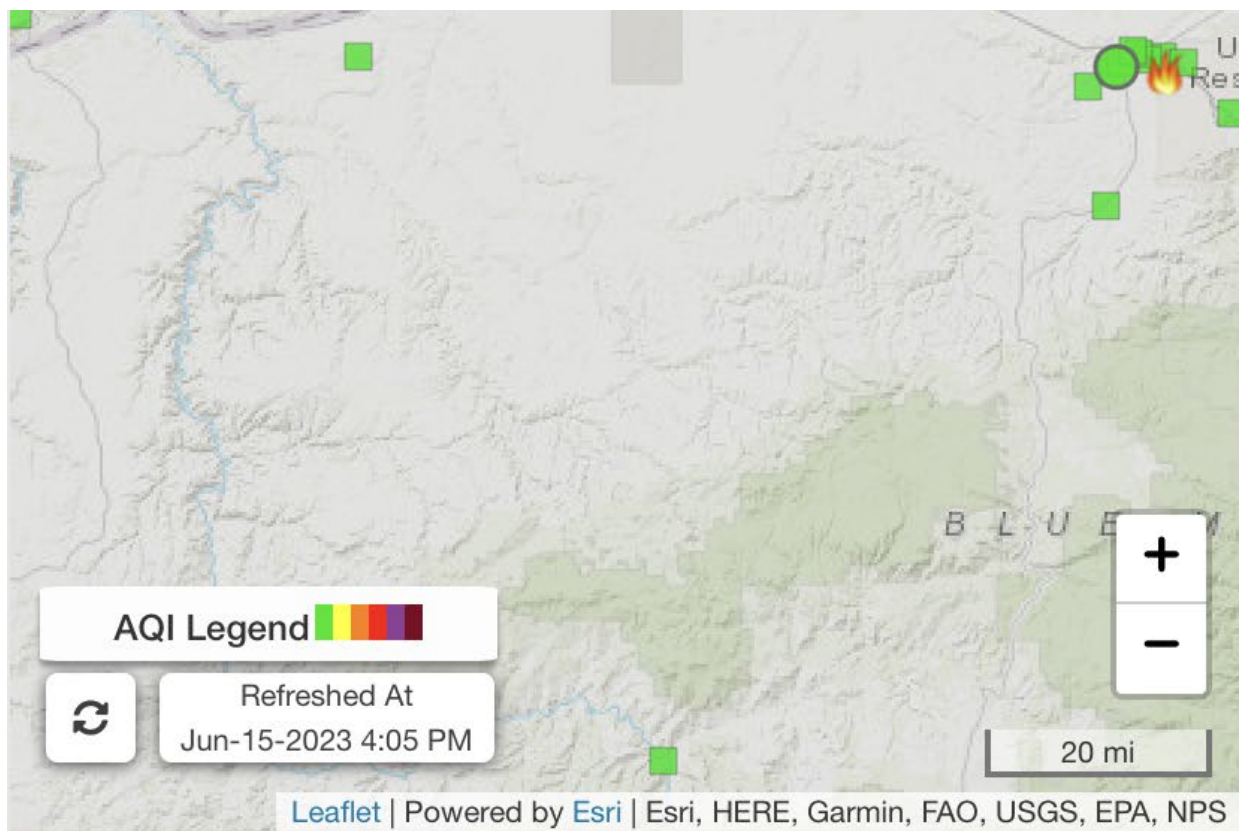 U
Res
B L U E M
+
−
AQI Legend
Refreshed At
Jun-15-2023 4:05 PM
20 mi
Leaflet | Powered by Esri | Esri, HERE, Garmin, FAO, USGS, EPA, NPS